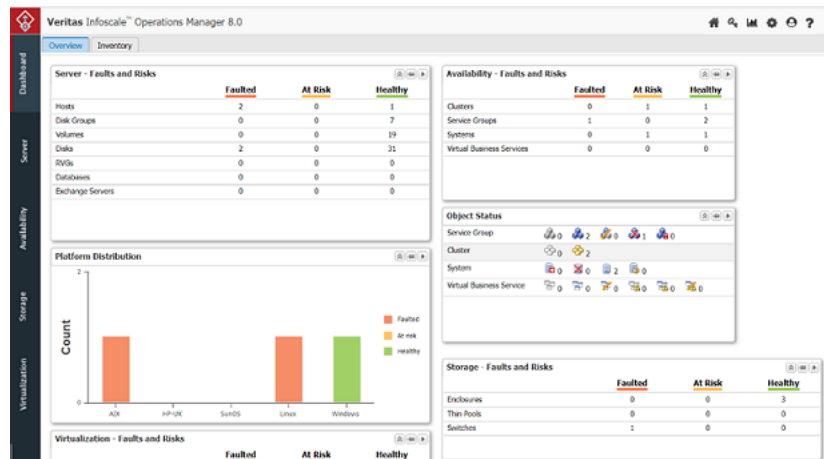 Veritas Infoscale™ Operations Manager 8.0
Overview Inventory
Dashboard
Server
Availability
Storage
Virtualization
Server - Faults and Risks
Faulted At Risk Healthy
Hosts 2 0 1
Disk Groups 0 0 7
Volumes 0 0 19
Disks 2 0 31
RVGs 0 0 0
Databases 0 0 0
Exchange Servers 0 0 0
Platform Distribution
2
Count
0
AIX HP-UX SunOS Linux Windows
Faulted
At risk
Healthy
Virtualization - Faults and Risks
Faulted At Risk Healthy
Availability - Faults and Risks
Faulted At Risk Healthy
Clusters 0 1 1
Service Groups 1 0 2
Systems 0 1 1
Virtual Business Services 0 0 0
Object Status
Service Group 0 2 0 1 0
Cluster 0 2
System 0 0 2 0
Virtual Business Service 0 0 0 0 0 0
Storage - Faults and Risks
Faulted At Risk Healthy
Enclosures 0 0 3
Thin Pools 0 0 0
Switches 1 0 0